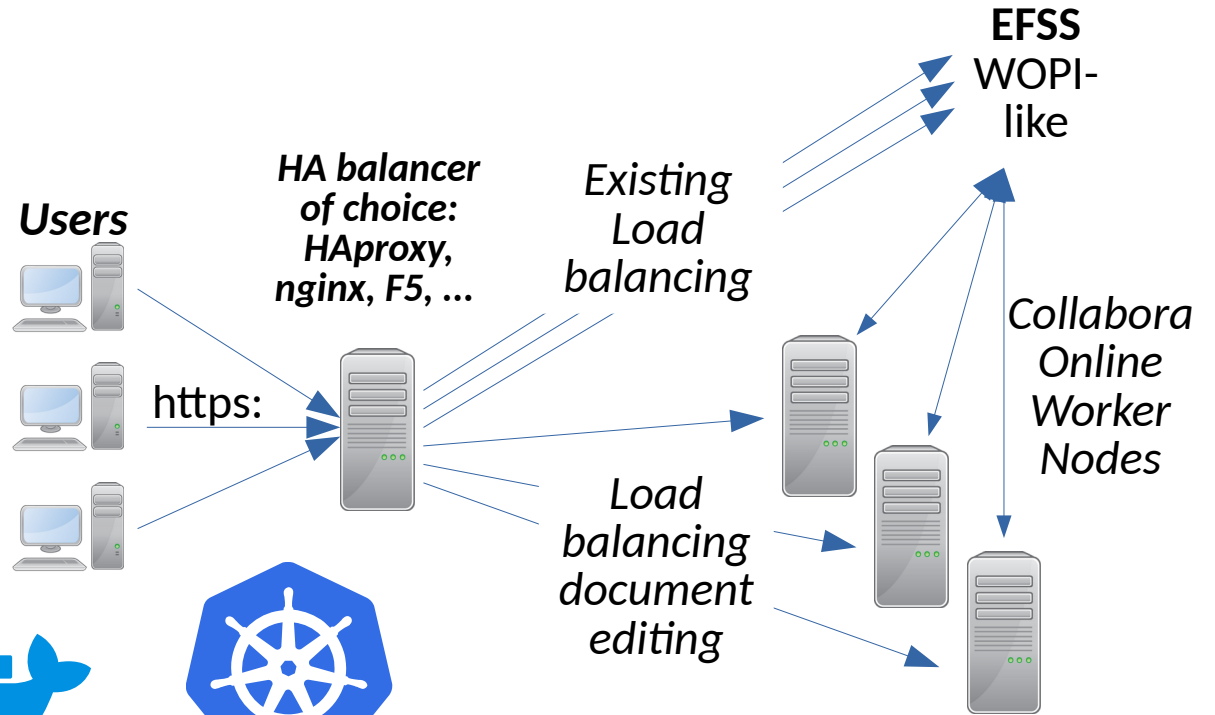 EFSS
WOPI-
like
HA balancer
of choice:
HAproxy,
nginx, F5, ...
Existing
Load
balancing
Users
https:
Collabora
Online
Worker
Nodes
Load
balancing
document
editing